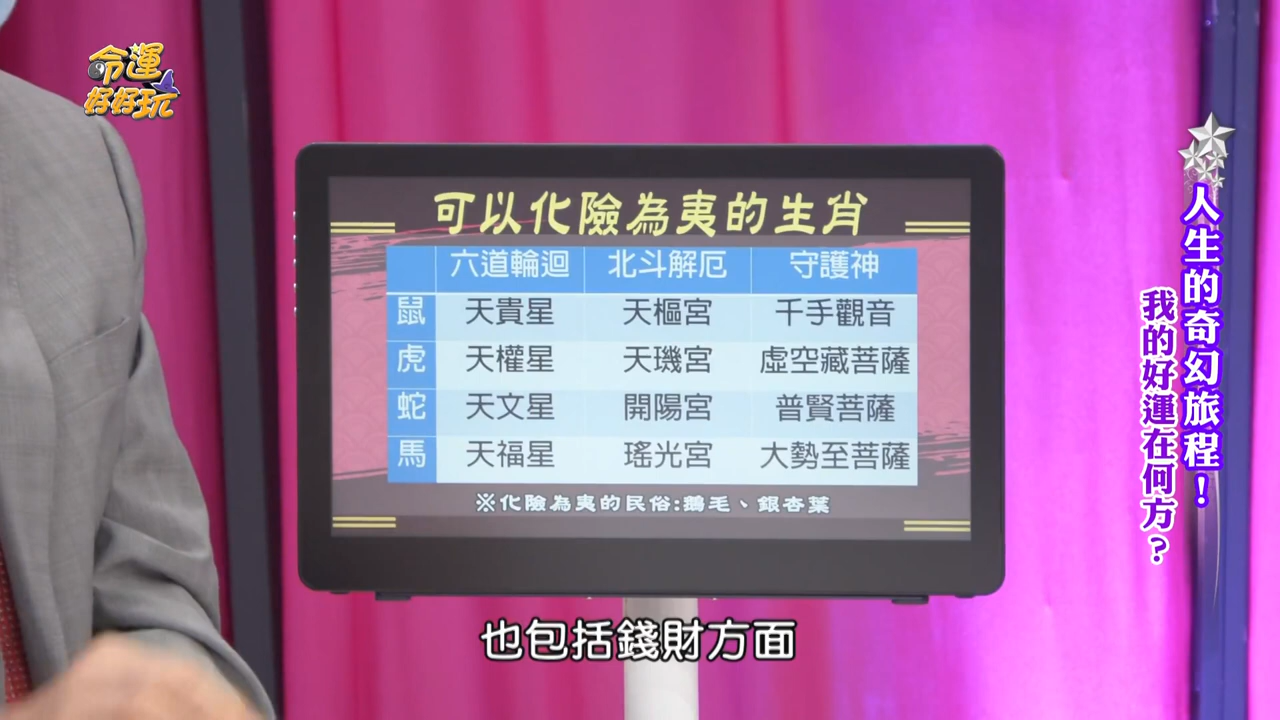 命運
好好玩
人生的奇幻旅程！
我的好運在何方？
可以化險為夷的生肖
六道輪迴 北斗解厄 守護神
鼠 天貴星 天樞宮 千手觀音
虎 天權星 天璣宮 虛空藏菩薩
蛇 天文星 開陽宮 普賢菩薩
馬 天福星 瑤光宮 大勢至菩薩
※化險為夷的民俗:鵝毛、銀杏葉
也包括錢財方面